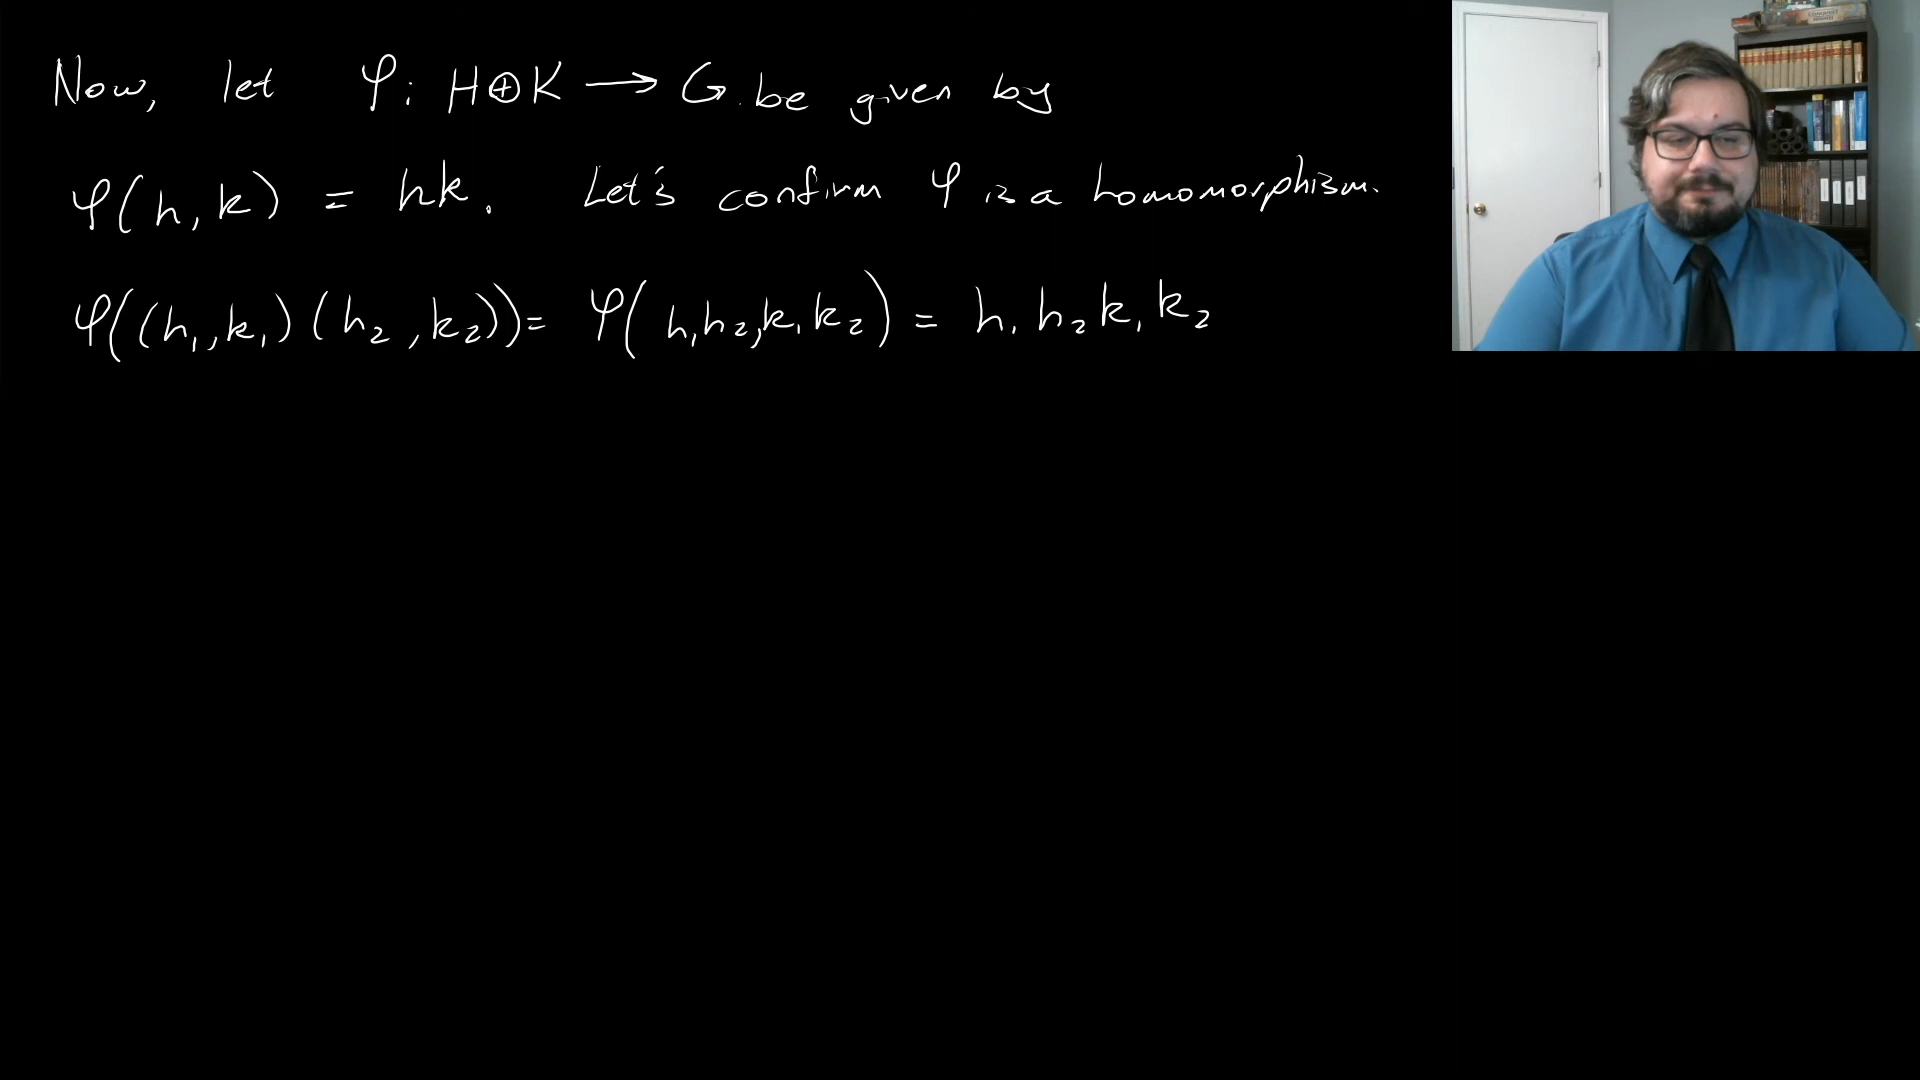 Now, let φ: H⊕K → G be given by
φ(h, k) = hk. Let's confirm φ is a homomorphism.
φ((h₁,k₁)(h₂,k₂)) = φ(h₁h₂,k₁k₂) = h₁h₂k₁k₂